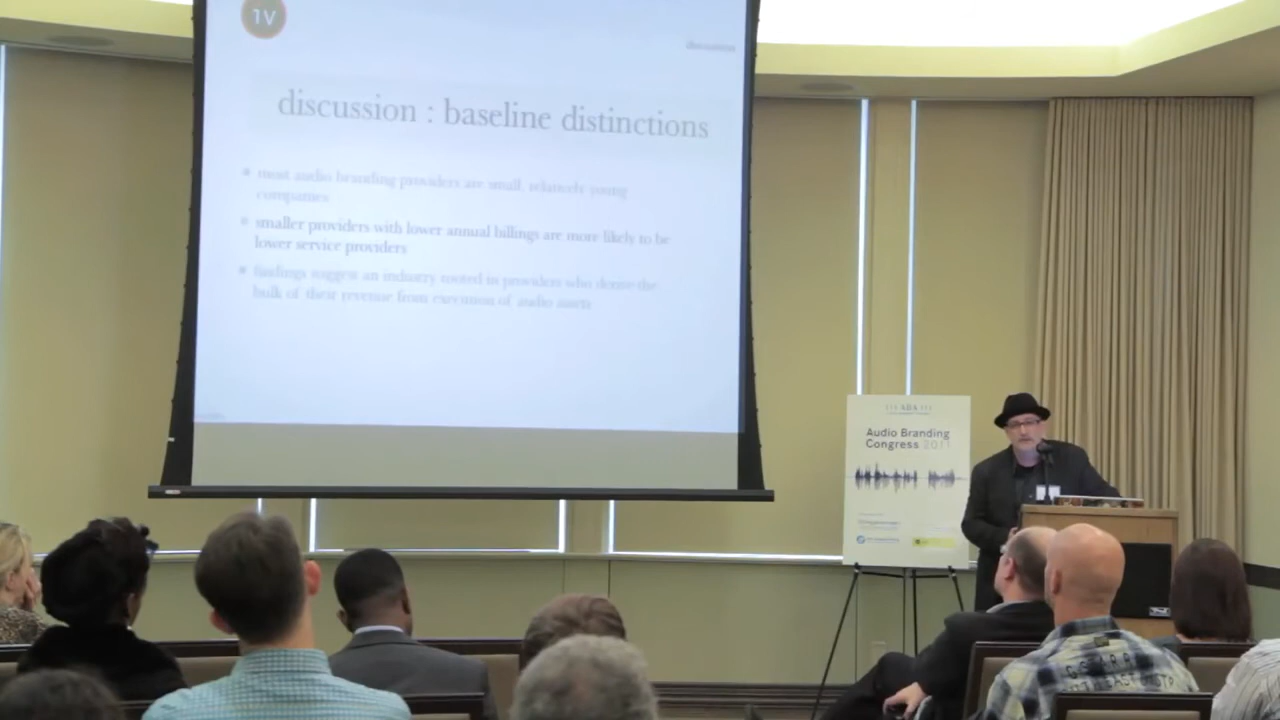 1V
discussion
discussion : baseline distinctions
• most audio branding providers are small, relatively young
companies
• smaller providers with lower annual billings are more likely to be
lower service providers
• findings suggest an industry rooted in providers who derive the
bulk of their revenue from execution of audio assets
ABA
Audio Branding
Congress 2011